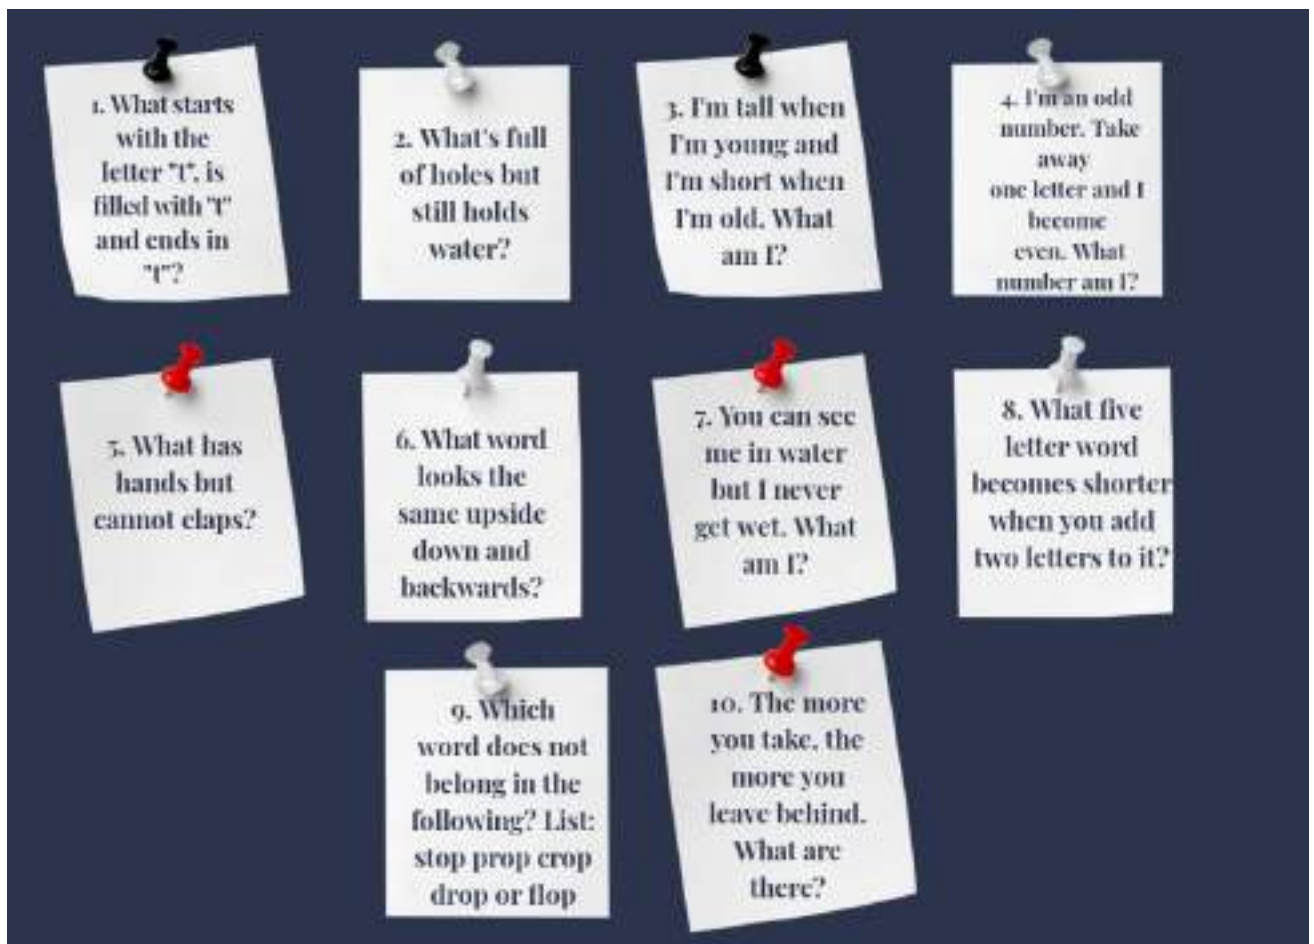 1. What starts
with the
letter "t", is
filled with "t"
and ends in
"t"?
2. What's full
of holes but
still holds
water?
3. I'm tall when
I'm young and
I'm short when
I'm old. What
am I?
4. I'm an odd
number. Take
away
one letter and I
become
even. What
number am I?
5. What has
hands but
cannot claps?
6. What word
looks the
same upside
down and
backwards?
7. You can see
me in water
but I never
get wet. What
am I?
8. What five
letter word
becomes shorter
when you add
two letters to it?
9. Which
word does not
belong in the
following? List:
stop prop crop
drop or flop
10. The more
you take, the
more you
leave behind.
What are
there?